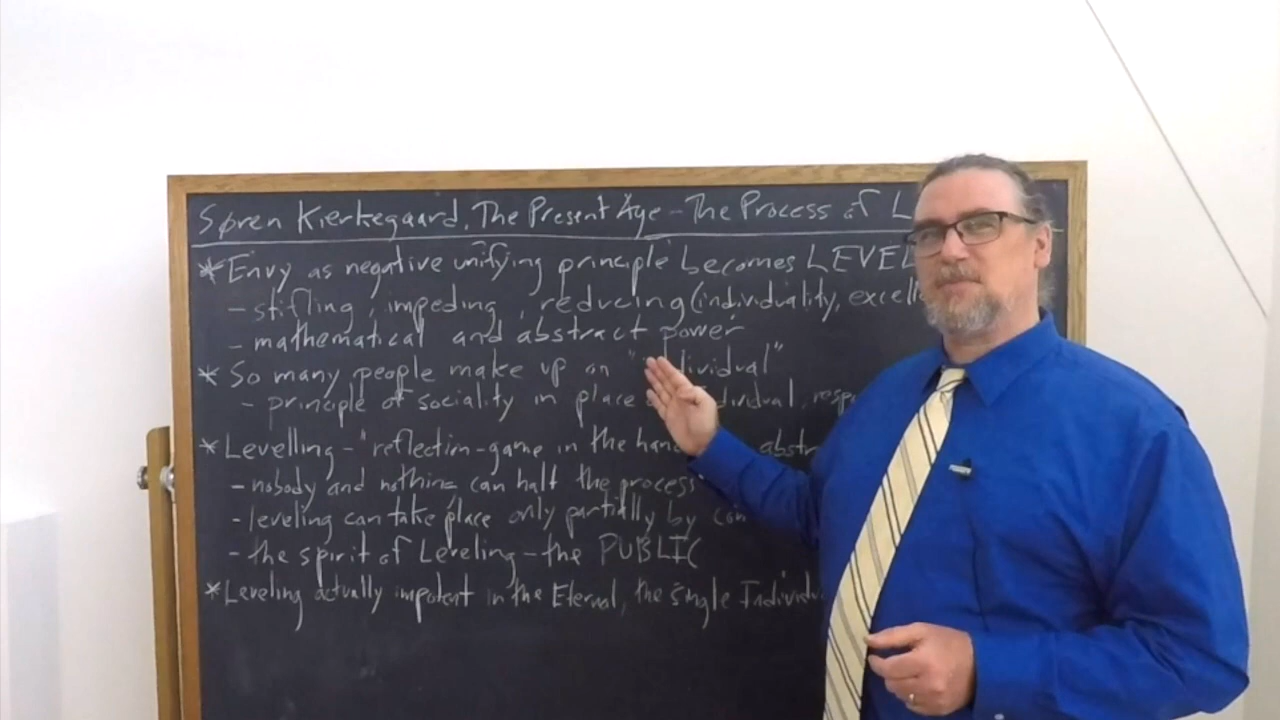 Søren Kierkegaard, The Present Age - The Process of L
* Envy as negative unifying principle becomes LEVEL
- stifling, impeding, reducing (individuality, excelle
- mathematical and abstract power
* So many people make up an "individual"
- principle of sociality in place individual, resp
* Levelling - "reflection-game in the hand abstr
- nobody and nothing can halt the process"
- leveling can take place only partially by con
- the spirit of Leveling - the PUBLIC
* Leveling actually impotent in the Eternal, the single Individu